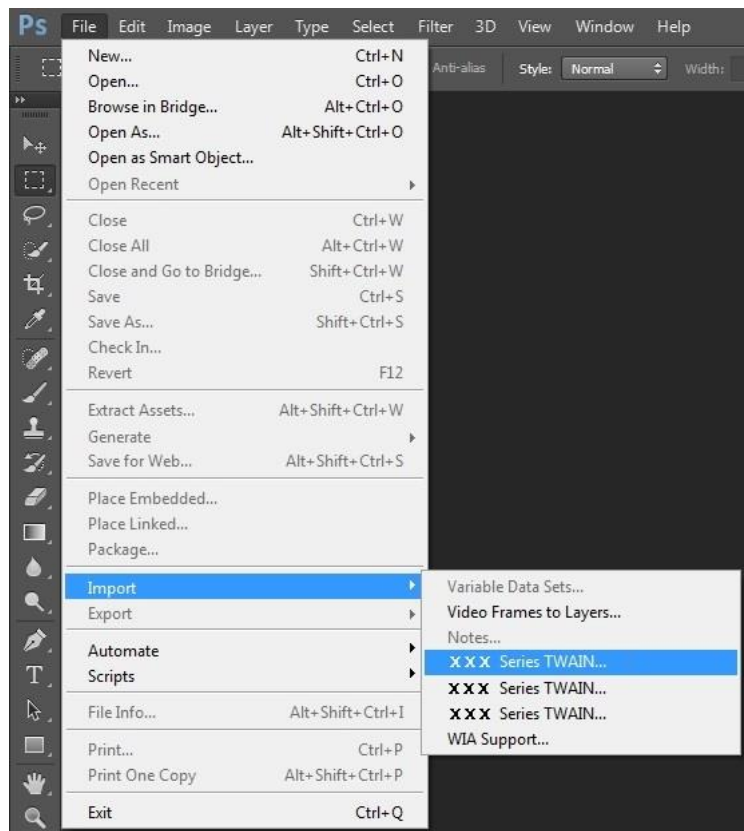 Ps File Edit Image Layer Type Select Filter 3D View Window Help
Anti-alias Style: Normal Width:
New... Ctrl+N
Open... Ctrl+O
Browse in Bridge... Alt+Ctrl+O
Open As... Alt+Shift+Ctrl+O
Open as Smart Object...
Open Recent
Close Ctrl+W
Close All Alt+Ctrl+W
Close and Go to Bridge... Shift+Ctrl+W
Save Ctrl+S
Save As... Shift+Ctrl+S
Check In...
Revert F12
Extract Assets... Alt+Shift+Ctrl+W
Generate
Save for Web... Alt+Shift+Ctrl+S
Place Embedded...
Place Linked...
Package...
Import
Export
Automate
Scripts
File Info... Alt+Shift+Ctrl+I
Print... Ctrl+P
Print One Copy Alt+Shift+Ctrl+P
Exit Ctrl+Q
Variable Data Sets...
Video Frames to Layers...
Notes...
XXX Series TWAIN...
XXX Series TWAIN...
XXX Series TWAIN...
WIA Support...